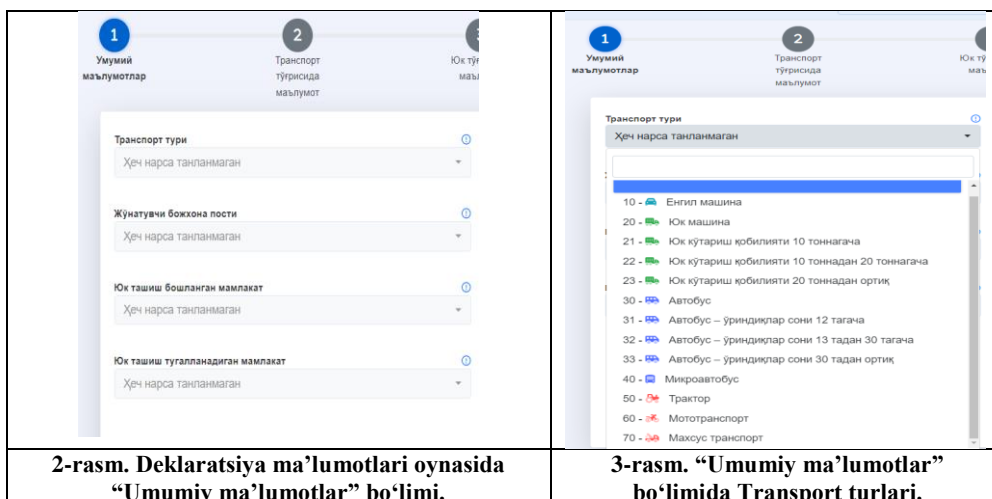 1
2
Умумий
маълумотлар
Транспорт
тўғрисида
маълумот
Транспорт тури
Ҳеч нарса танланмаган
Жўнатувчи божхона пости
Ҳеч нарса танланмаган
Юк ташиш бошланган мамлакат
Ҳеч нарса танланмаган
Юк ташиш тугалланадиган мамлакат
Ҳеч нарса танланмаган
2-rasm. Deklaratsiya ma’lumotlari oynasida
“Umumiy ma’lumotlar” bo‘limi.
1
2
Умумий
маълумотлар
Транспорт
тўғрисида
маълумот
Транспорт тури
Ҳеч нарса танланмаган
10 - Енгил машина
20 - Юк машина
21 - Юк кўтариш қобилияти 10 тоннагача
22 - Юк кўтариш қобилияти 10 тоннадан 20 тоннагача
23 - Юк кўтариш қобилияти 20 тоннадан ортиқ
30 - Автобус
31 - Автобус – ўриндиқлар сони 12 тагача
32 - Автобус – ўриндиқлар сони 13 тадан 30 тагача
33 - Автобус – ўриндиқлар сони 30 тадан ортиқ
40 - Микроавтобус
50 - Трактор
60 - Мототранспорт
70 - Махсус транспорт
3-rasm. “Umumiy ma’lumotlar”
bo‘limida Transport turlari.